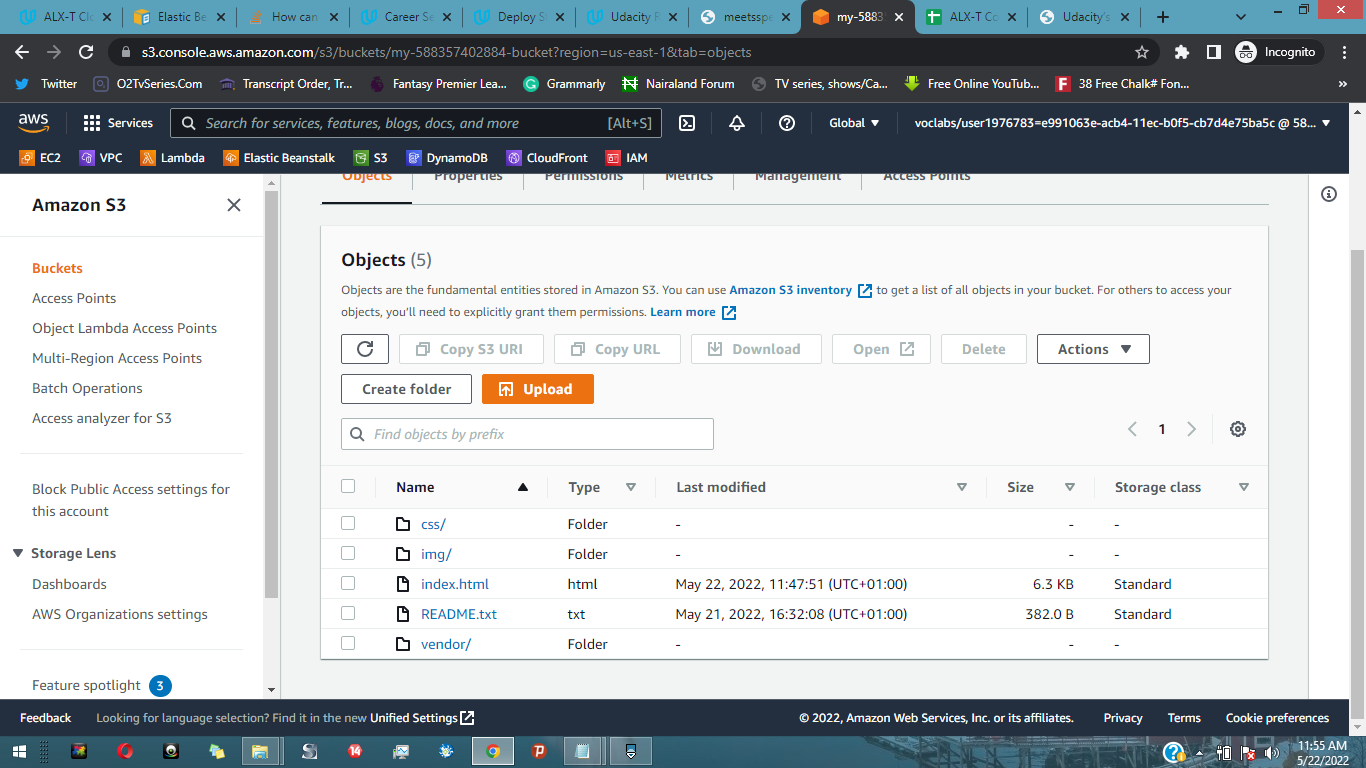 ALX-T Clo
Elastic Be
How can
Career Se
Deploy St
Udacity F
meetsspe
my-5883
ALX-T Co
Udacity's
s3.console.aws.amazon.com/s3/buckets/my-588357402884-bucket?region=us-east-1&tab=objects
Incognito
Twitter
O2TvSeries.Com
Transcript Order, Tr...
Fantasy Premier Lea...
Grammarly
Nairaland Forum
TV series, shows/Ca...
Free Online YouTub...
38 Free Chalk# Fon...
»
aws
Services
Search for services, features, blogs, docs, and more
[Alt+S]
Global
voclabs/user1976783=e991063e-acb4-11ec-b0f5-cb7d4e75ba5c @ 58...
EC2
VPC
Lambda
Elastic Beanstalk
S3
DynamoDB
CloudFront
IAM
Amazon S3
Buckets
Access Points
Object Lambda Access Points
Multi-Region Access Points
Batch Operations
Access analyzer for S3
Block Public Access settings for
this account
Storage Lens
Dashboards
AWS Organizations settings
Feature spotlight 3
Objects
Properties
Permissions
Metrics
Management
Access Points
Objects (5)
Objects are the fundamental entities stored in Amazon S3. You can use Amazon S3 inventory to get a list of all objects in your bucket. For others to access your
objects, you'll need to explicitly grant them permissions. Learn more
Copy S3 URI
Copy URL
Download
Open
Delete
Actions
Create folder
Upload
Find objects by prefix
1
Name Type Last modified Size Storage class
css/ Folder - - -
img/ Folder - - -
index.html html May 22, 2022, 11:47:51 (UTC+01:00) 6.3 KB Standard
README.txt txt May 21, 2022, 16:32:08 (UTC+01:00) 382.0 B Standard
vendor/ Folder - - -
Feedback
Looking for language selection? Find it in the new Unified Settings
© 2022, Amazon Web Services, Inc. or its affiliates.
Privacy
Terms
Cookie preferences
14
11:55 AM
5/22/2022